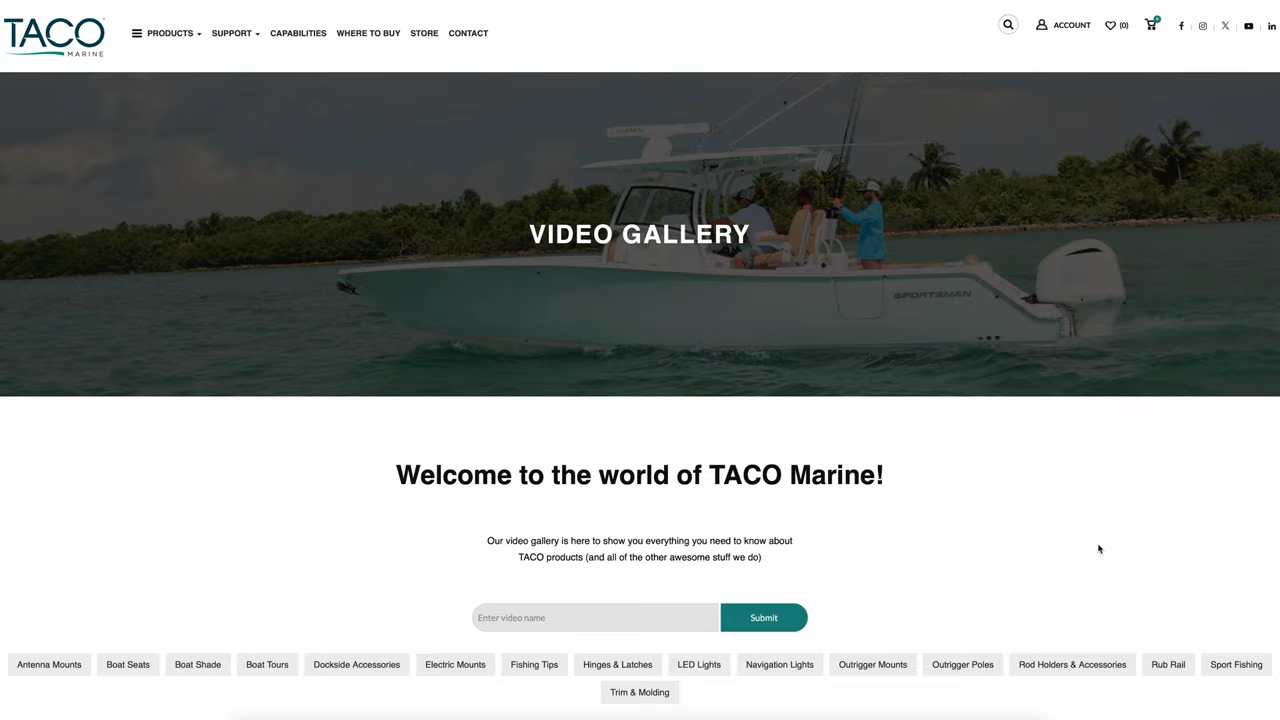 TACO
MARINE
PRODUCTS
SUPPORT
CAPABILITIES
WHERE TO BUY
STORE
CONTACT
ACCOUNT
(0)
VIDEO GALLERY
SPORTSMAN
Welcome to the world of TACO Marine!
Our video gallery is here to show you everything you need to know about
TACO products (and all of the other awesome stuff we do)
Enter video name
Submit
Antenna Mounts
Boat Seats
Boat Shade
Boat Tours
Dockside Accessories
Electric Mounts
Fishing Tips
Hinges & Latches
LED Lights
Navigation Lights
Outrigger Mounts
Outrigger Poles
Rod Holders & Accessories
Rub Rail
Sport Fishing
Trim & Molding